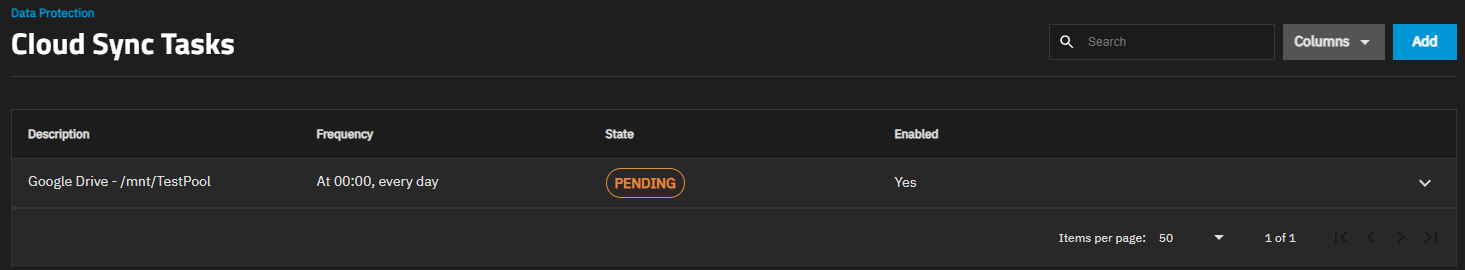 Data Protection
Cloud Sync Tasks
Search
Columns
Add
Description Frequency State Enabled
Google Drive - /mnt/TestPool At 00:00, every day PENDING Yes
Items per page: 50 1 of 1